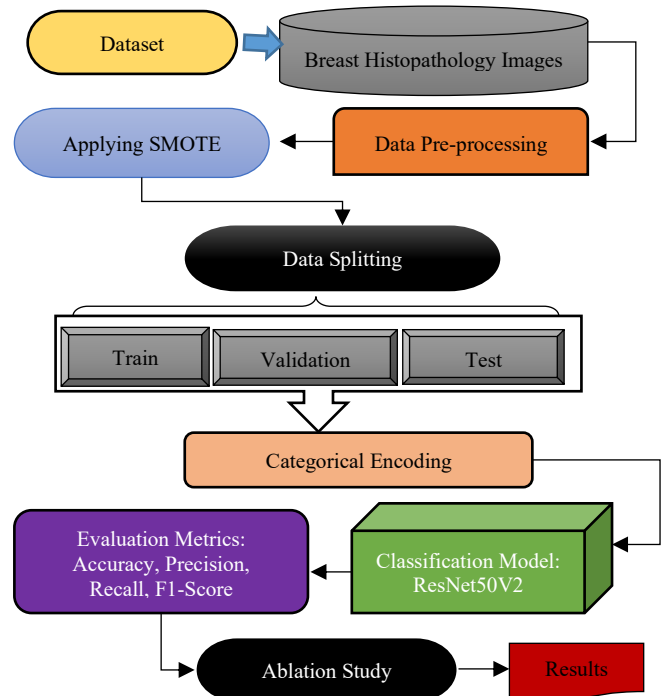 Dataset
Breast Histopathology Images
Applying SMOTE
Data Pre-processing
Data Splitting
Train
Validation
Test
Categorical Encoding
Evaluation Metrics:
Accuracy, Precision,
Recall, F1-Score
Classification Model:
ResNet50V2
Ablation Study
Results